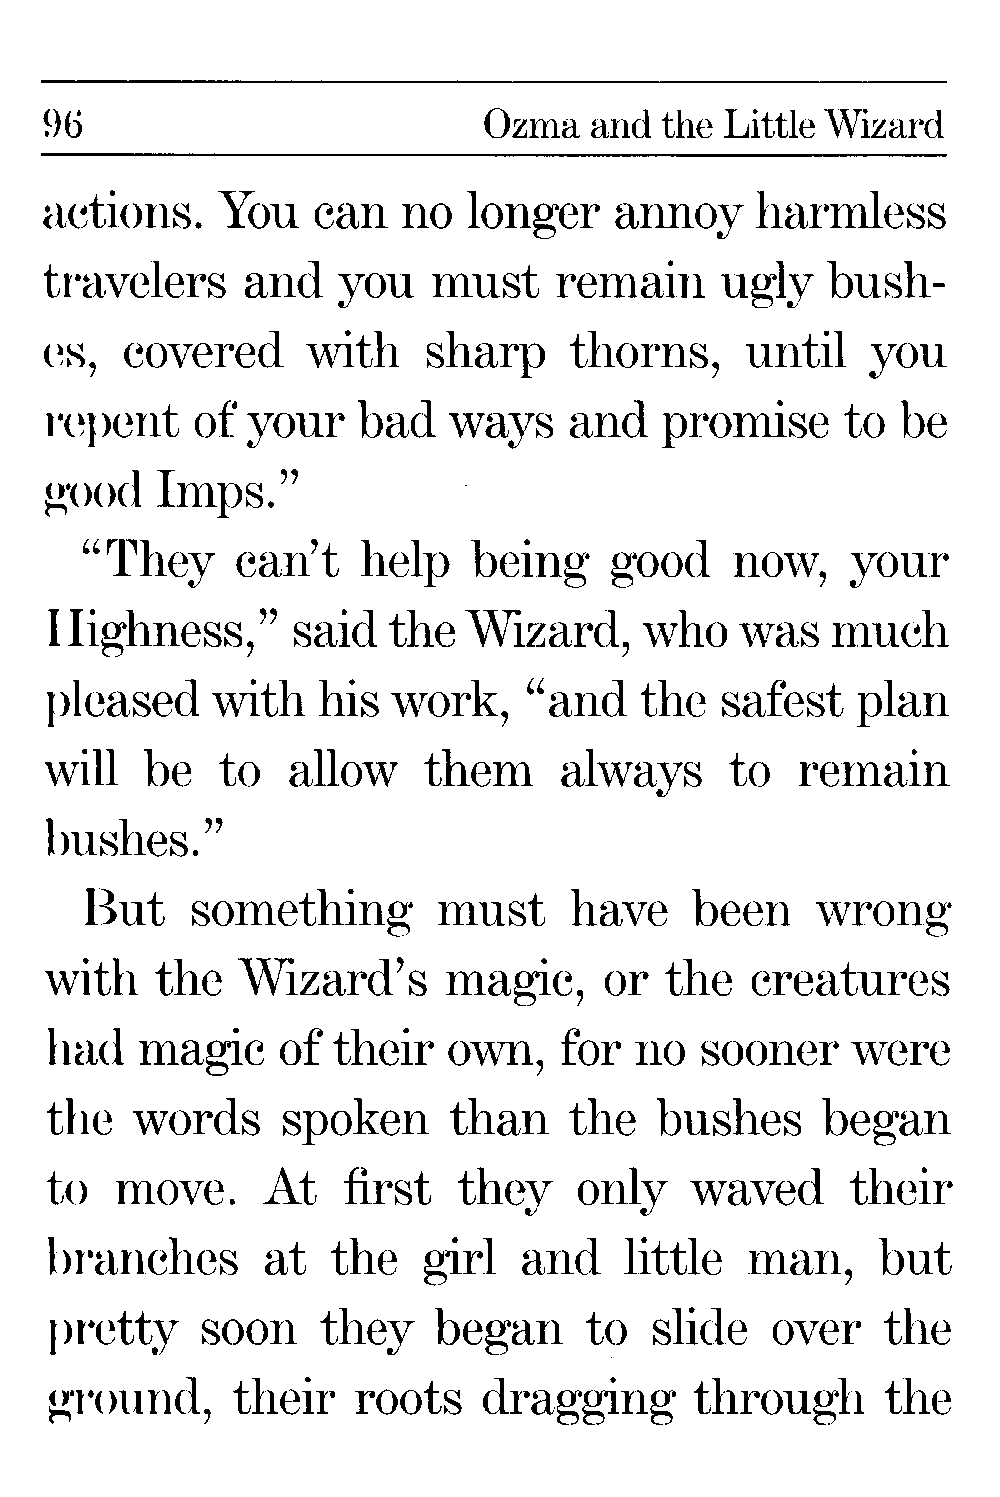 96 Ozma and the Little Wizard
actions. You can no longer annoy harmless
travelers and you must remain ugly bush-
es, covered with sharp thorns, until you
repent of your bad ways and promise to be
good Imps.”
“They can’t help being good now, your
Highness,” said the Wizard, who was much
pleased with his work, “and the safest plan
will be to allow them always to remain
bushes.”
But something must have been wrong
with the Wizard’s magic, or the creatures
had magic of their own, for no sooner were
the words spoken than the bushes began
to move. At first they only waved their
branches at the girl and little man, but
pretty soon they began to slide over the
ground, their roots dragging through the